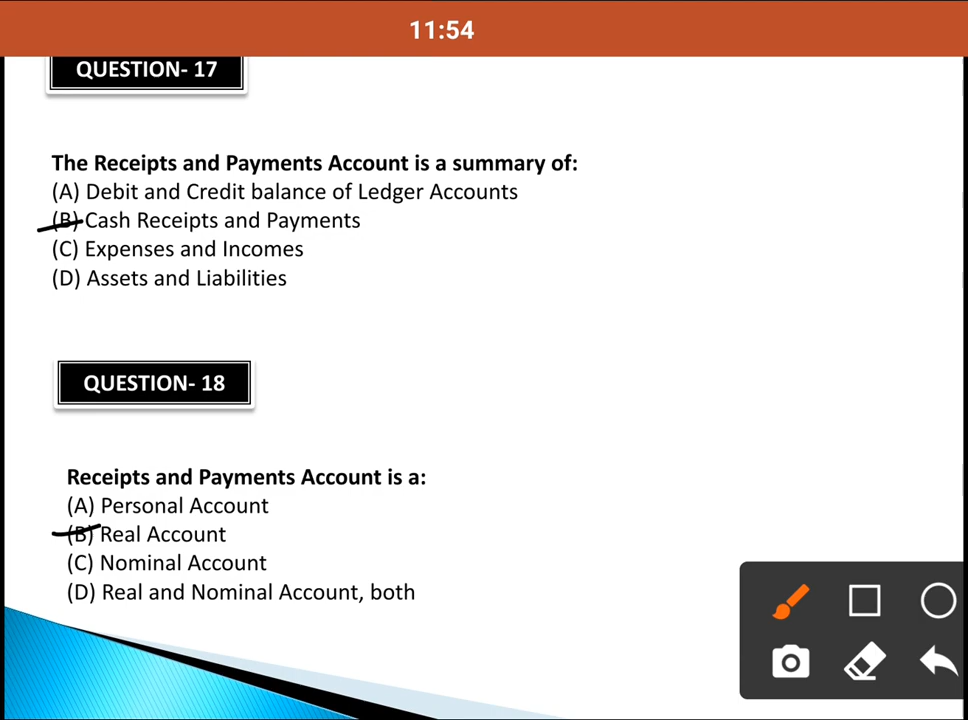 11:54
QUESTION- 17
The Receipts and Payments Account is a summary of:
(A) Debit and Credit balance of Ledger Accounts
(B) Cash Receipts and Payments
(C) Expenses and Incomes
(D) Assets and Liabilities
QUESTION- 18
Receipts and Payments Account is a:
(A) Personal Account
(B) Real Account
(C) Nominal Account
(D) Real and Nominal Account, both